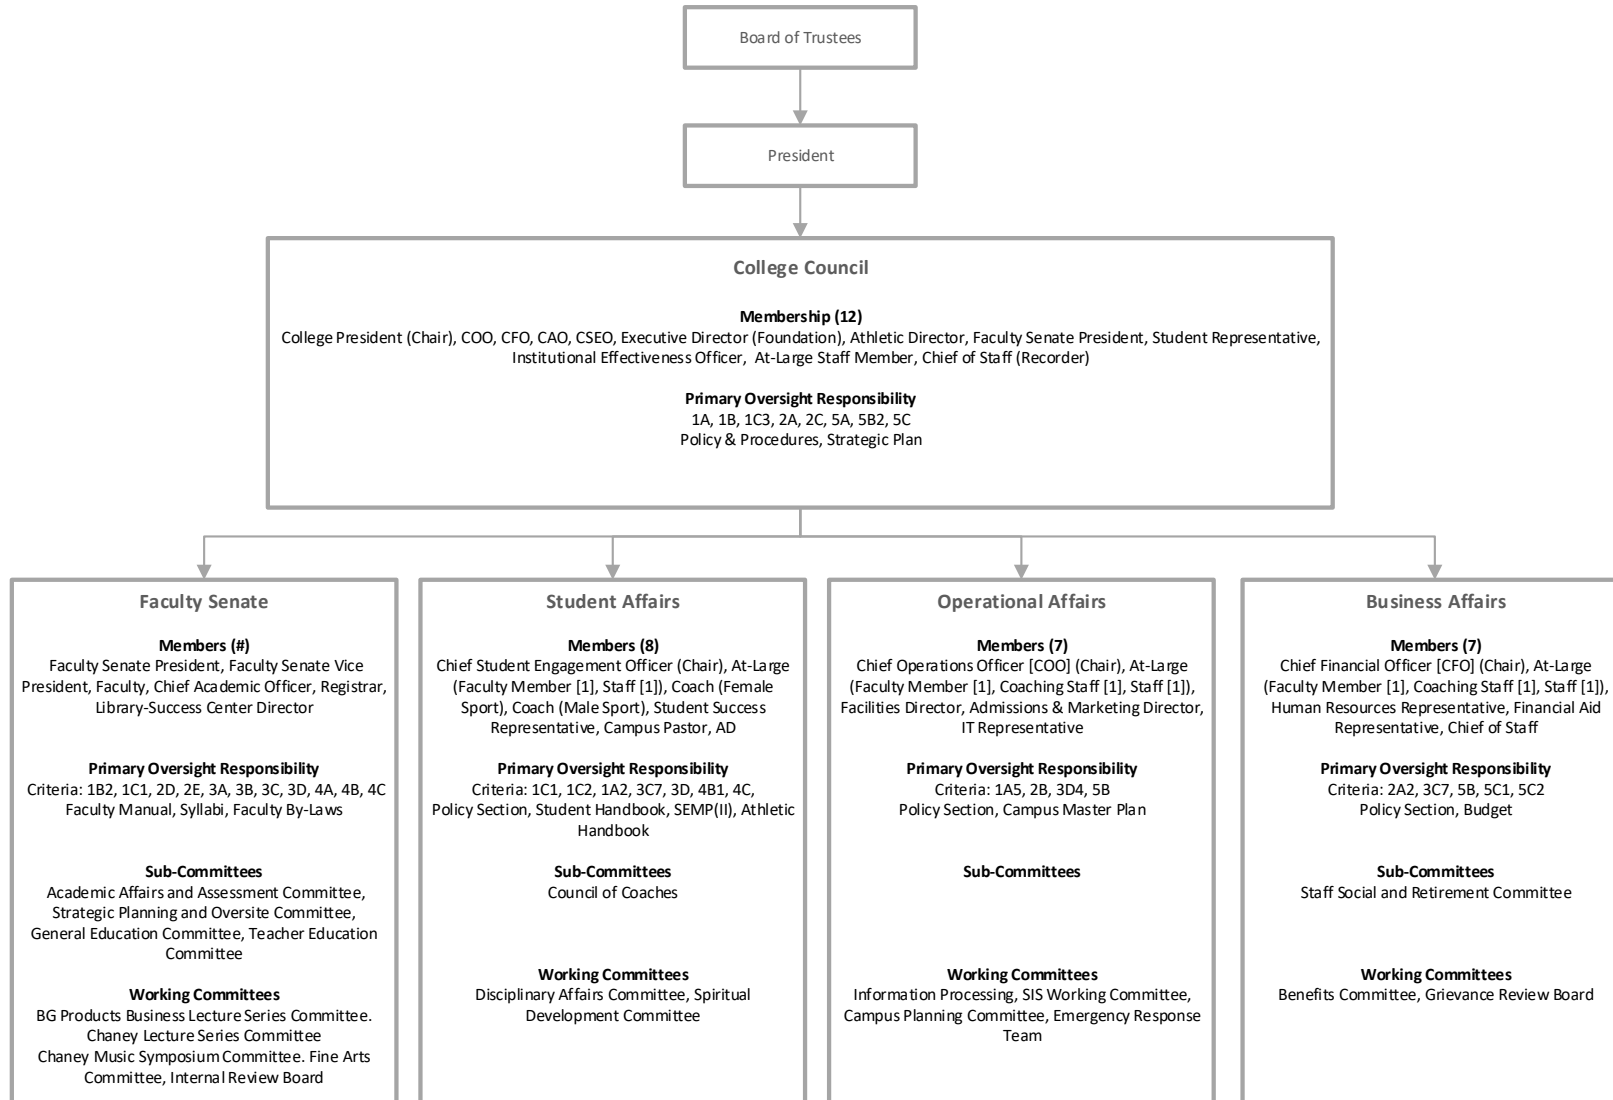 Board of Trustees
President
College Council
Membership (12)
College President (Chair), COO, CFO, CAO, CSEO, Executive Director (Foundation), Athletic Director, Faculty Senate President, Student Representative,
Institutional Effectiveness Officer, At-Large Staff Member, Chief of Staff (Recorder)
Primary Oversight Responsibility
1A, 1B, 1C3, 2A, 2C, 5A, 5B2, 5C
Policy & Procedures, Strategic Plan
Faculty Senate
Members (#)
Faculty Senate President, Faculty Senate Vice
President, Faculty, Chief Academic Officer, Registrar,
Library-Success Center Director
Primary Oversight Responsibility
Criteria: 1B2, 1C1, 2D, 2E, 3A, 3B, 3C, 3D, 4A, 4B, 4C
Faculty Manual, Syllabi, Faculty By-Laws
Sub-Committees
Academic Affairs and Assessment Committee,
Strategic Planning and Oversite Committee,
General Education Committee, Teacher Education
Committee
Working Committees
BG Products Business Lecture Series Committee.
Chaney Lecture Series Committee
Chaney Music Symposium Committee. Fine Arts
Committee, Internal Review Board
Student Affairs
Members (8)
Chief Student Engagement Officer (Chair), At-Large
(Faculty Member [1], Staff [1]), Coach (Female
Sport), Coach (Male Sport), Student Success
Representative, Campus Pastor, AD
Primary Oversight Responsibility
Criteria: 1C1, 1C2, 1A2, 3C7, 3D, 4B1, 4C,
Policy Section, Student Handbook, SEMP(II), Athletic
Handbook
Sub-Committees
Council of Coaches
Working Committees
Disciplinary Affairs Committee, Spiritual
Development Committee
Operational Affairs
Members (7)
Chief Operations Officer [COO] (Chair), At-Large
(Faculty Member [1], Coaching Staff [1], Staff [1]),
Facilities Director, Admissions & Marketing Director,
IT Representative
Primary Oversight Responsibility
Criteria: 1A5, 2B, 3D4, 5B
Policy Section, Campus Master Plan
Sub-Committees
Working Committees
Information Processing, SIS Working Committee,
Campus Planning Committee, Emergency Response
Team
Business Affairs
Members (7)
Chief Financial Officer [CFO] (Chair), At-Large
(Faculty Member [1], Coaching Staff [1], Staff [1]),
Human Resources Representative, Financial Aid
Representative, Chief of Staff
Primary Oversight Responsibility
Criteria: 2A2, 3C7, 5B, 5C1, 5C2
Policy Section, Budget
Sub-Committees
Staff Social and Retirement Committee
Working Committees
Benefits Committee, Grievance Review Board